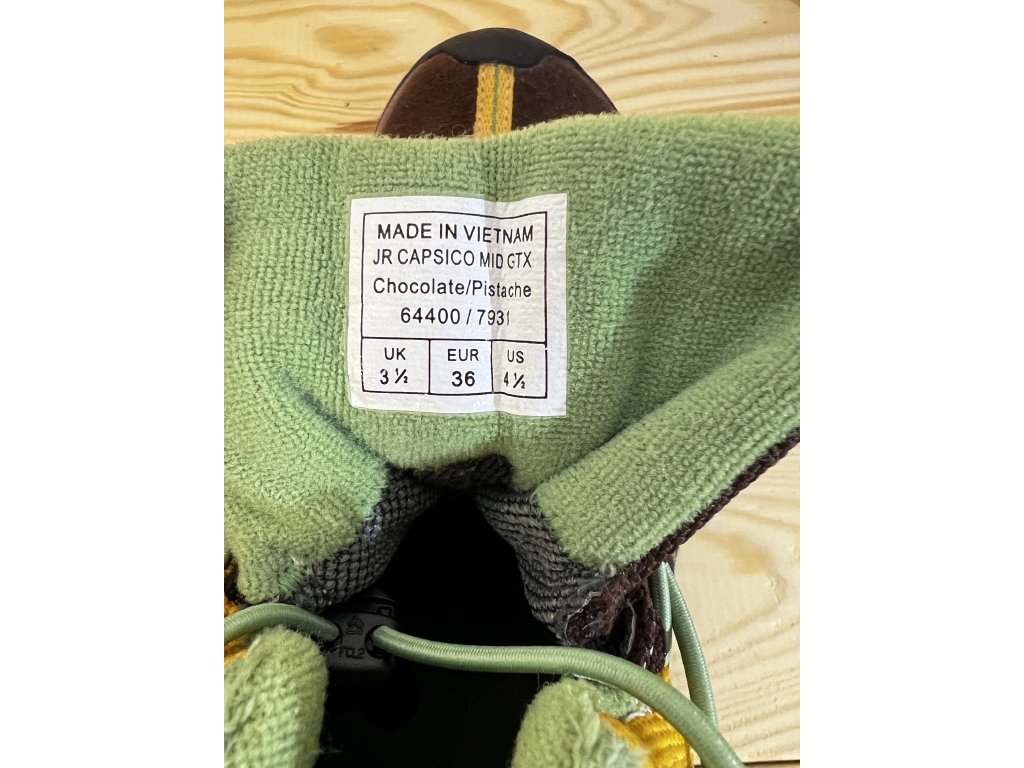 MADE IN VIETNAM
JR CAPSICO MID GTX
Chocolate/Pistache
64400 / 7931
UK EUR US
3 ½ 36 4 ½
FCL2